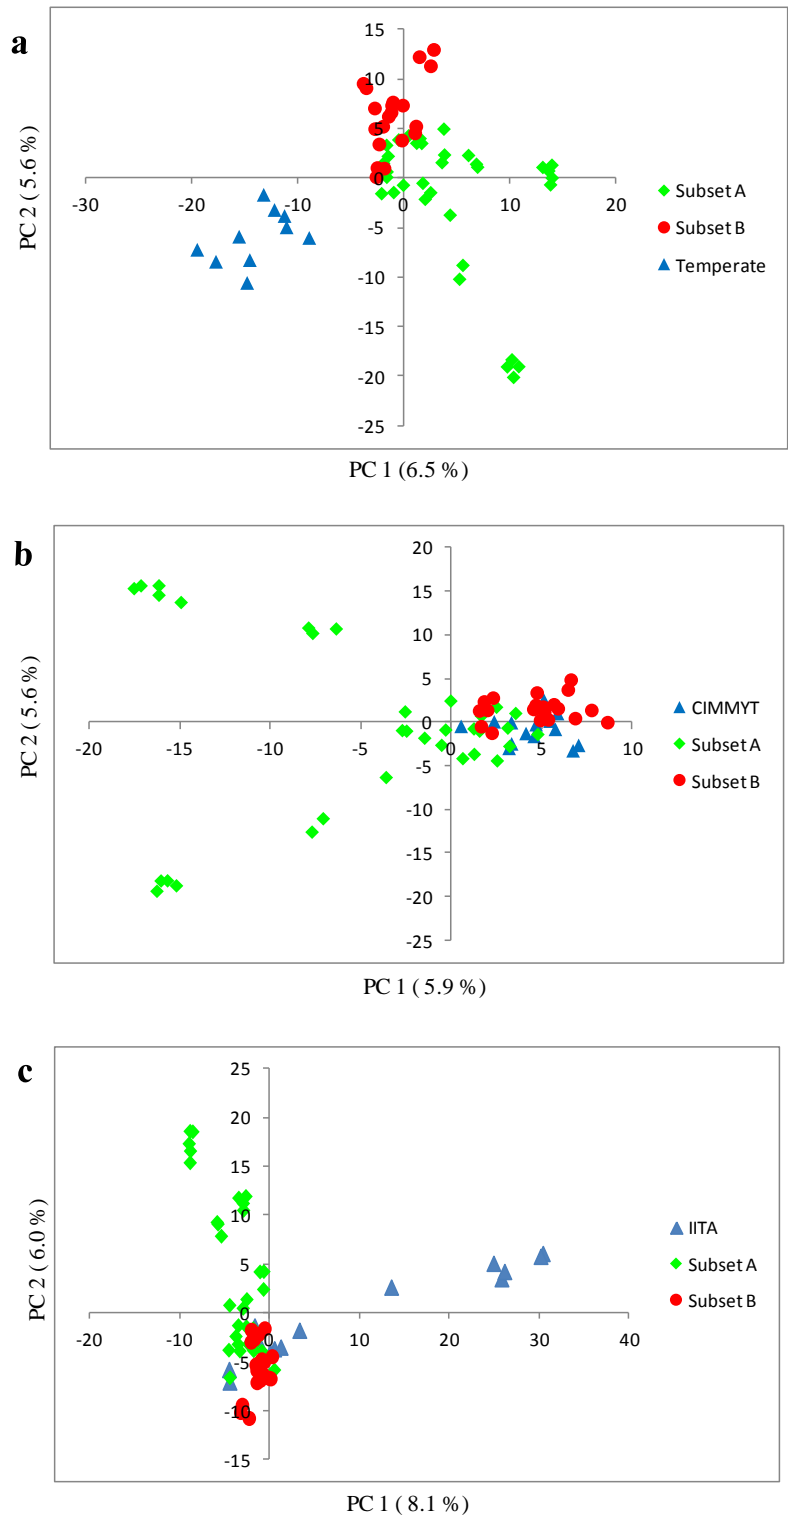 a
15
10
5
0
-30
-20
-10
0
10
20
-5
-10
-15
-20
-25
PC 2 ( 5.6 %)
PC 1 (6.5 %)
Subset A
Subset B
Temperate
b
20
15
10
5
0
-20
-15
-10
-5
0
5
10
-5
-10
-15
-20
-25
PC 2 ( 5.6 %)
PC 1 ( 5.9 %)
CIMMYT
Subset A
Subset B
c
25
20
15
10
5
0
-20
-10
0
10
20
30
40
-5
-10
-15
PC 2 ( 6.0 %)
PC 1 ( 8.1 %)
IITA
Subset A
Subset B